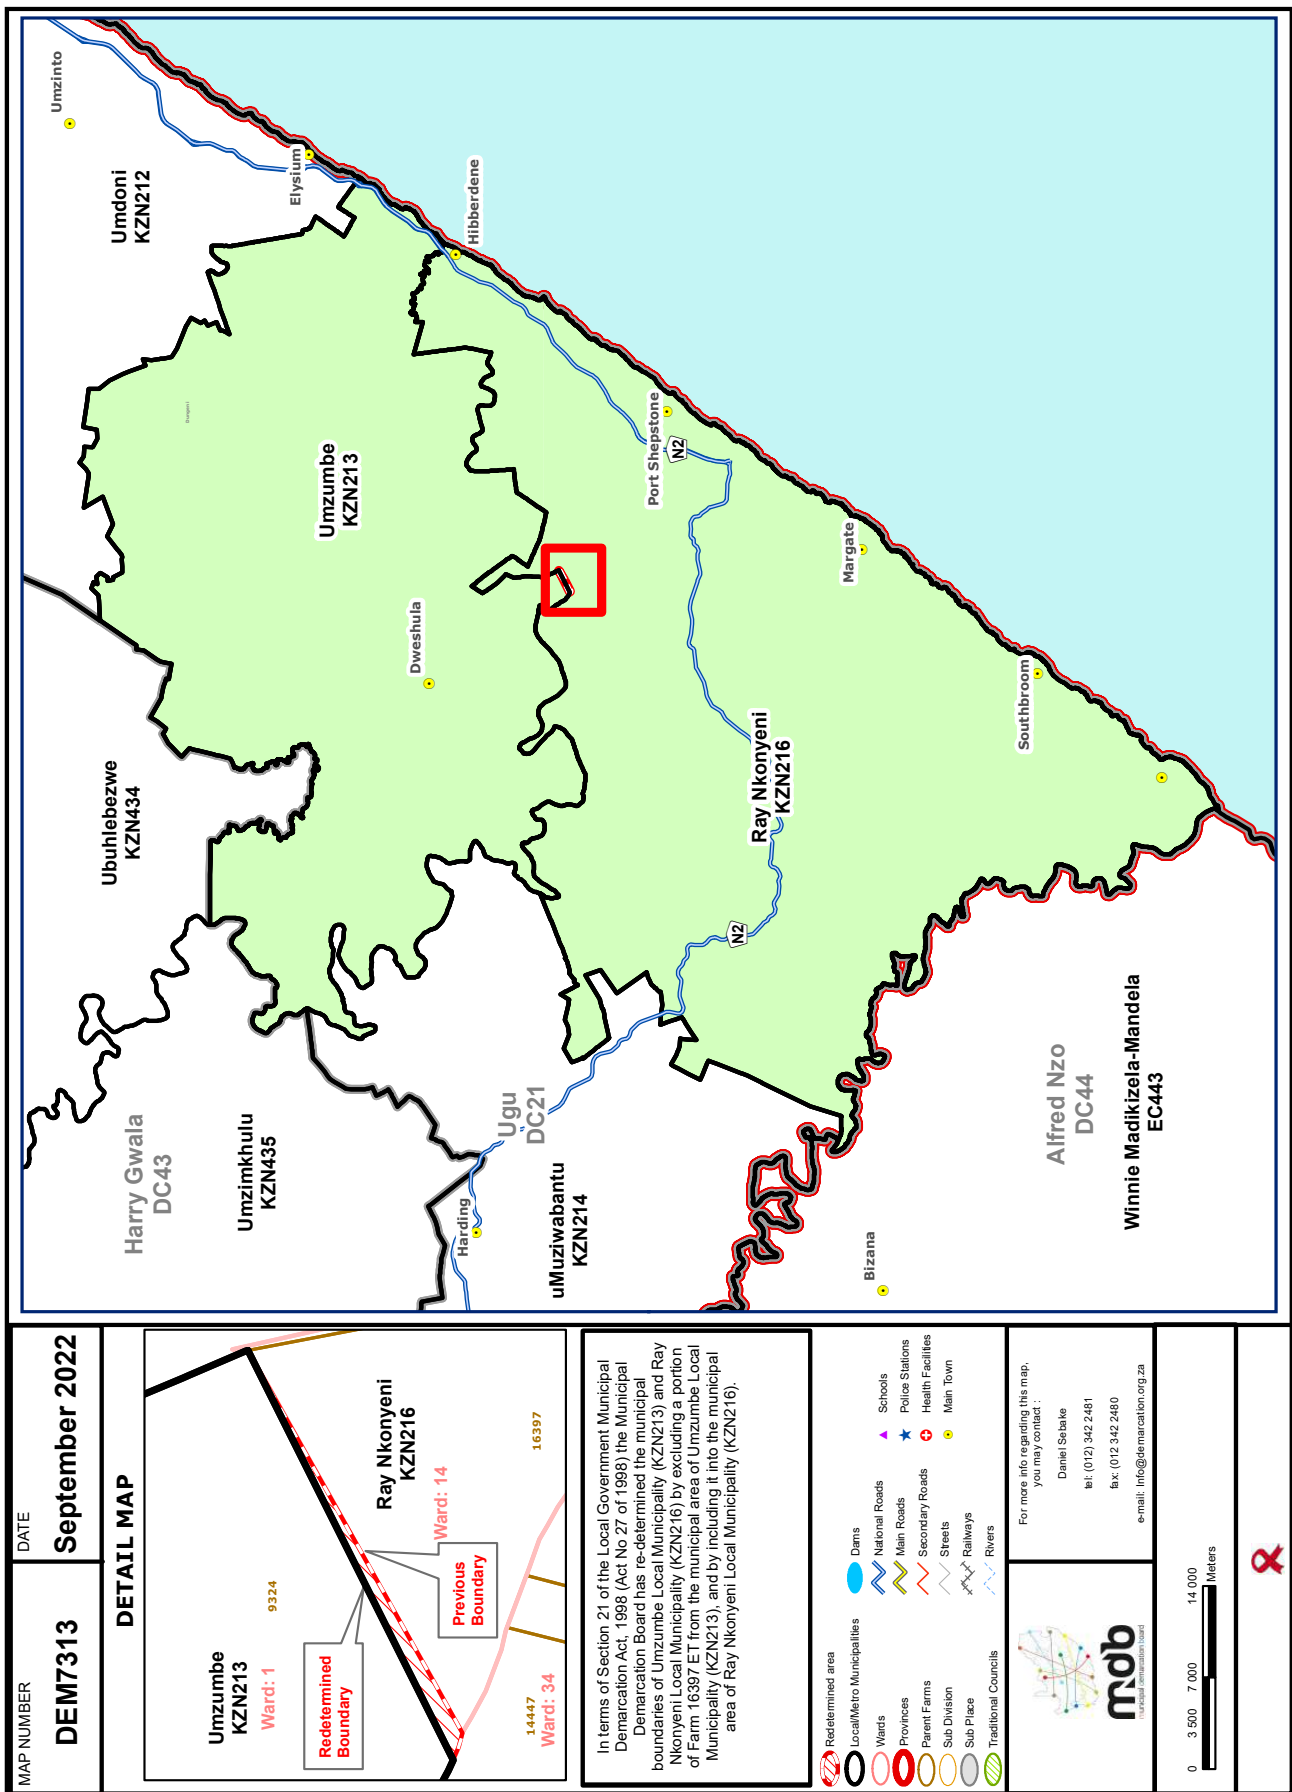 MAP NUMBER
DEM7313
DATE
September 2022
DETAIL MAP
Umzumbe
KZN213
Ward: 1
9324
Redetermined
Boundary
Ray Nkonyeni
KZN216
Ward: 14
Previous
Boundary
16397
14447
Ward: 34
In terms of Section 21 of the Local Government Municipal
Demarcation Act, 1998 (Act No 27 of 1998) the Municipal
Demarcation Board has re-determined the municipal
boundaries of Umzumbe Local Municipality (KZN213) and Ray
Nkonyeni Local Municipality (KZN216) by excluding a portion
of Farm 16397 ET from the municipal area of Umzumbe Local
Municipality (KZN213), and by including it into the municipal
area of Ray Nkonyeni Local Municipality (KZN216).
Redetermined area
Local/Metro Municipalities
Wards
Provinces
Parent Farms
Sub Division
Sub Place
Traditional Councils
Dams
National Roads
Main Roads
Secondary Roads
Streets
Railways
Rivers
Schools
Police Stations
Health Facilities
Main Town
mdb
municipal demarcation board
For more info regarding this map,
you may contact :
Daniel Sebake
tel: (012) 342 2481
fax: (012 342 2480
e-mail: info@demarcation.org.za
0 3 500 7 000 14 000
Meters
Harry Gwala
DC43
Umzimkhulu
KZN435
Ubuhlebezwe
KZN434
Umdoni
KZN212
Umzinto
Elysium
Hibberdene
Umzumbe
KZN213
Dweshula
Harding
Ugu
DC21
uMuziwabantu
KZN214
Port Shepstone
N2
Ray Nkonyeni
KZN216
N2
Margate
Southbroom
Bizana
Alfred Nzo
DC44
Winnie Madikizela-Mandela
EC443